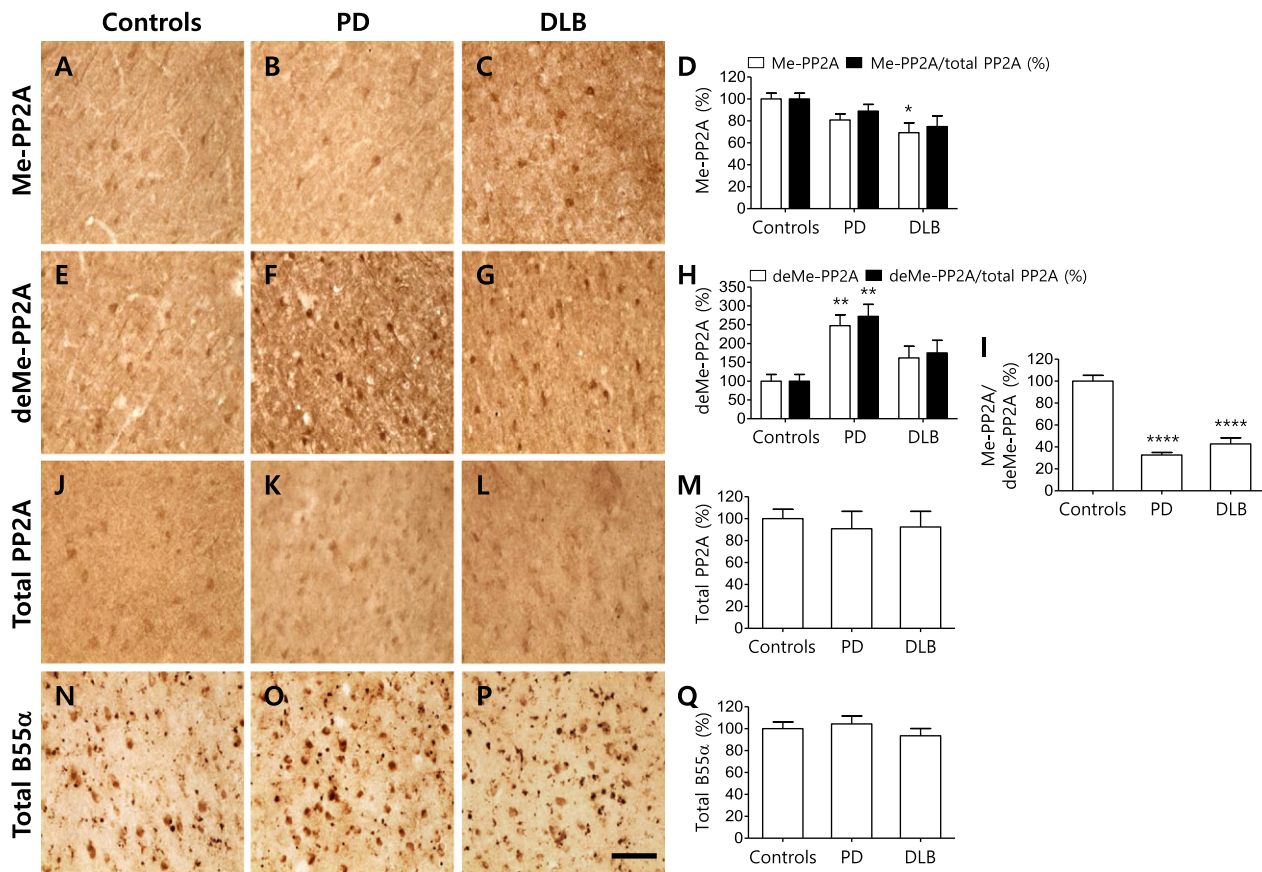 Controls PD DLB
Me-PP2A
A B C
D
Me-PP2A Me-PP2A/total PP2A (%)
Me-PP2A (%)
120
100
80
60
40
20
0
*
Controls PD DLB
deMe-PP2A
E F G
H
deMe-PP2A deMe-PP2A/total PP2A (%)
deMe-PP2A (%)
350
300
250
200
150
100
50
0
** **
Controls PD DLB
I
Me-PP2A/
deMe-PP2A (%)
120
100
80
60
40
20
0
**** ****
Controls PD DLB
Total PP2A
J K L
M
Total PP2A (%)
120
100
80
60
40
20
0
Controls PD DLB
Total B55α
N O P
Q
Total B55α (%)
120
100
80
60
40
20
0
Controls PD DLB